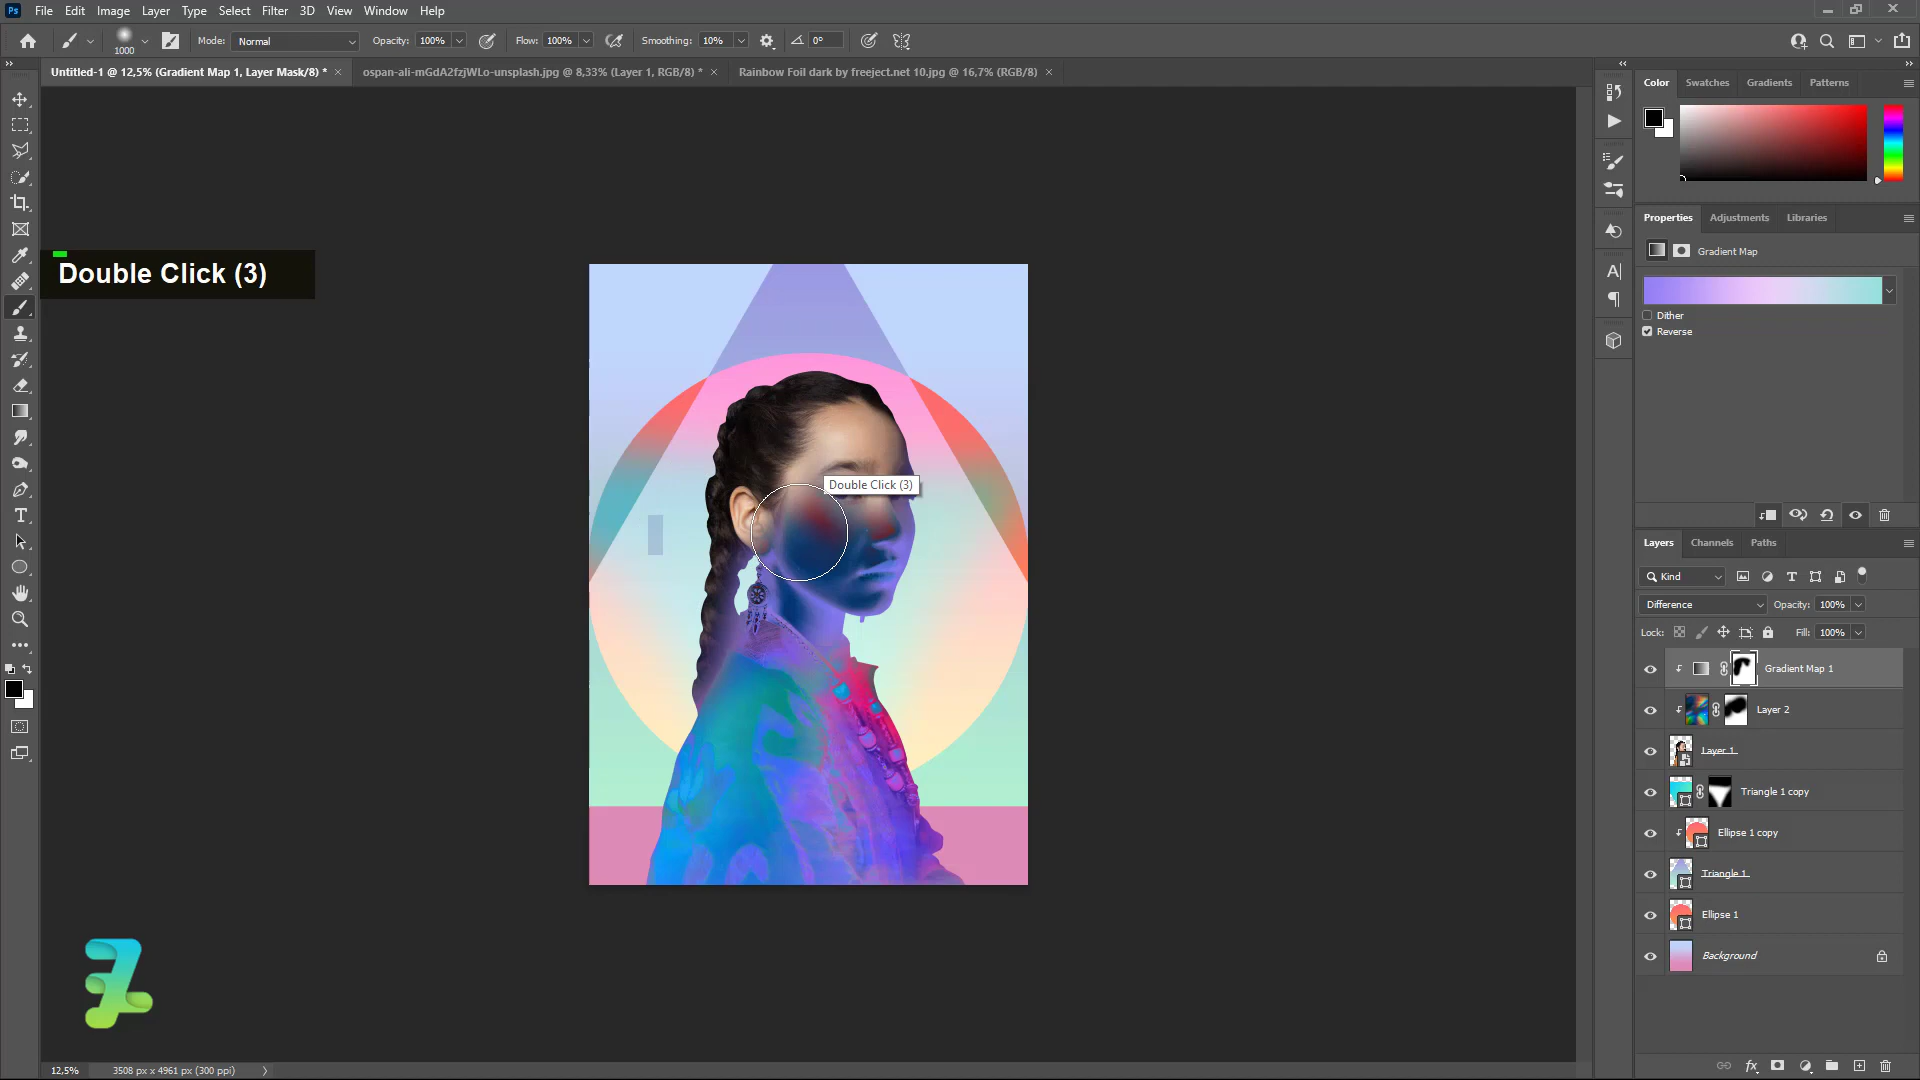 Ps File Edit Image Layer Type Select Filter 3D View Window Help
1000 Mode: Normal Opacity: 100% Flow: 100% Smoothing: 10% 0°
Untitled-1 @ 12,5% (Gradient Map 1, Layer Mask/8) * ospan-ali-mGdA2fzjWLo-unsplash.jpg @ 8,33% (Layer 1, RGB/8) * Rainbow Foil dark by freeject.net 10.jpg @ 16,7% (RGB/8)
Double Click (3)
Double Click (3)
12,5% 3508 px x 4961 px (300 ppi)
Color Swatches Gradients Patterns
Properties Adjustments Libraries
Gradient Map
Dither
Reverse
Layers Channels Paths
Kind
Difference Opacity: 100%
Lock: Fill: 100%
Gradient Map 1
Layer 2
Layer 1
Triangle 1 copy
Ellipse 1 copy
Triangle 1
Ellipse 1
Background